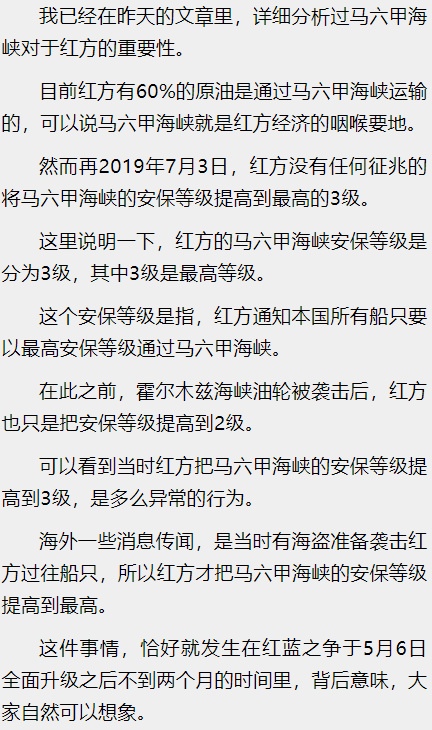 我已经在昨天的文章里，详细分析过马六甲海
峡对于红方的重要性。
目前红方有60%的原油是通过马六甲海峡运输
的，可以说马六甲海峡就是红方经济的咽喉要地。
然而再2019年7月3日，红方没有任何征兆的
将马六甲海峡的安保等级提高到最高的3级。
这里说明一下，红方的马六甲海峡安保等级是
分为3级，其中3级是最高等级。
这个安保等级是指，红方通知本国所有船只要
以最高安保等级通过马六甲海峡。
在此之前，霍尔木兹海峡油轮被袭击后，红方
也只是把安保等级提高到2级。
可以看到当时红方把马六甲海峡的安保等级提
高到3级，是多么异常的行为。
海外一些消息传闻，是当时有海盗准备袭击红
方过往船只，所以红方才把马六甲海峡的安保等级
提高到最高。
这件事情，恰好就发生在红蓝之争于5月6日
全面升级之后不到两个月的时间里，背后意味，大
家自然可以想象。